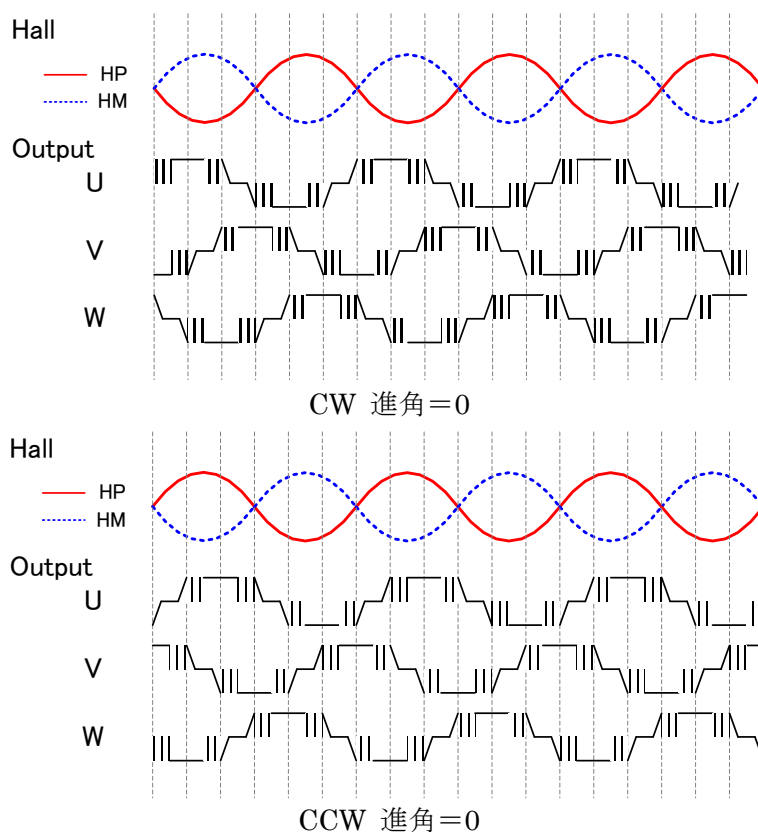 Hall
HP
HM
Output
U
V
W
CW 進角＝0
Hall
HP
HM
Output
U
V
W
CCW 進角＝0